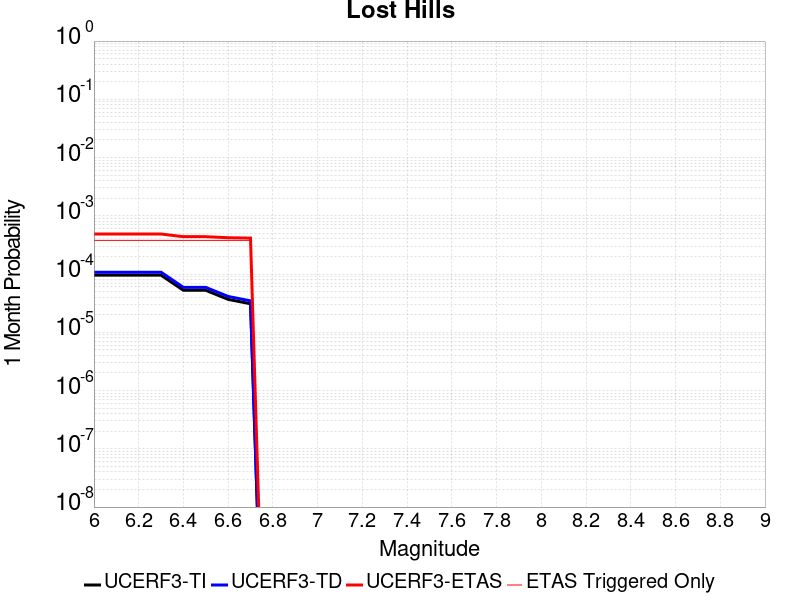 Lost Hills
10^0
10^-1
10^-2
10^-3
10^-4
10^-5
10^-6
10^-7
10^-8
1 Month Probability
6 6.2 6.4 6.6 6.8 7 7.2 7.4 7.6 7.8 8 8.2 8.4 8.6 8.8 9
Magnitude
UCERF3-TI UCERF3-TD UCERF3-ETAS ETAS Triggered Only